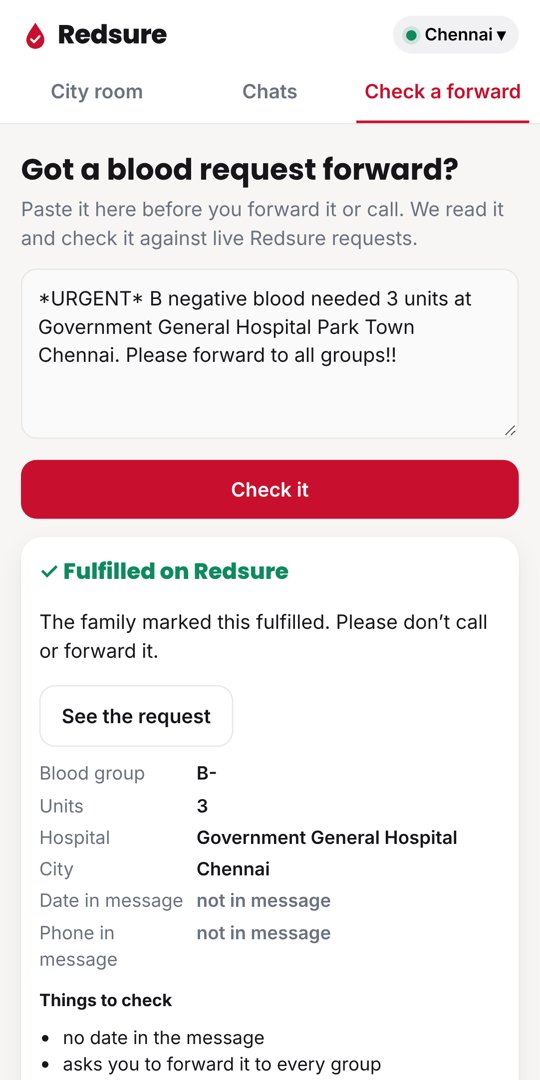 Redsure
Chennai ▾
City room
Chats
Check a forward
Got a blood request forward?
Paste it here before you forward it or call. We read it
and check it against live Redsure requests.
*URGENT* B negative blood needed 3 units at
Government General Hospital Park Town
Chennai. Please forward to all groups!!
Check it
✓ Fulfilled on Redsure
The family marked this fulfilled. Please don’t call
or forward it.
See the request
Blood group B-
Units 3
Hospital Government General Hospital
City Chennai
Date in message not in message
Phone in not in message
message
Things to check
• no date in the message
• asks you to forward it to every group